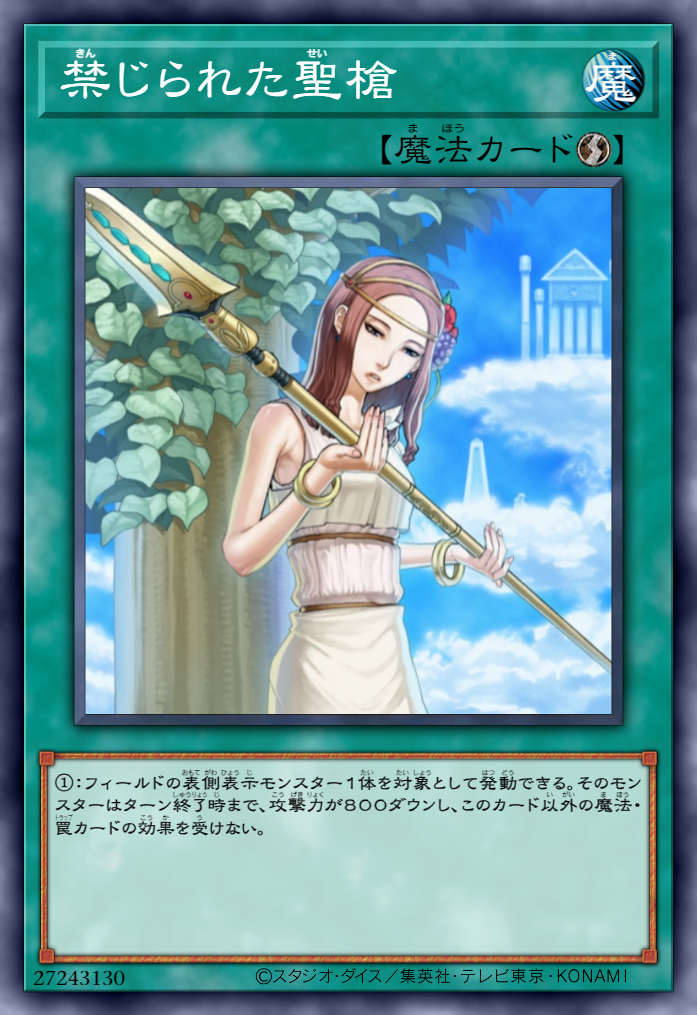 禁じられた聖槍
魔
【魔法カード】
①:フィールドの表側表示モンスター1体を対象として発動できる。そのモン
スターはターン終了時まで、攻撃力が800ダウンし、このカード以外の魔法・
罠カードの効果を受けない。
27243130 ©スタジオ・ダイス/集英社・テレビ東京・KONAMI